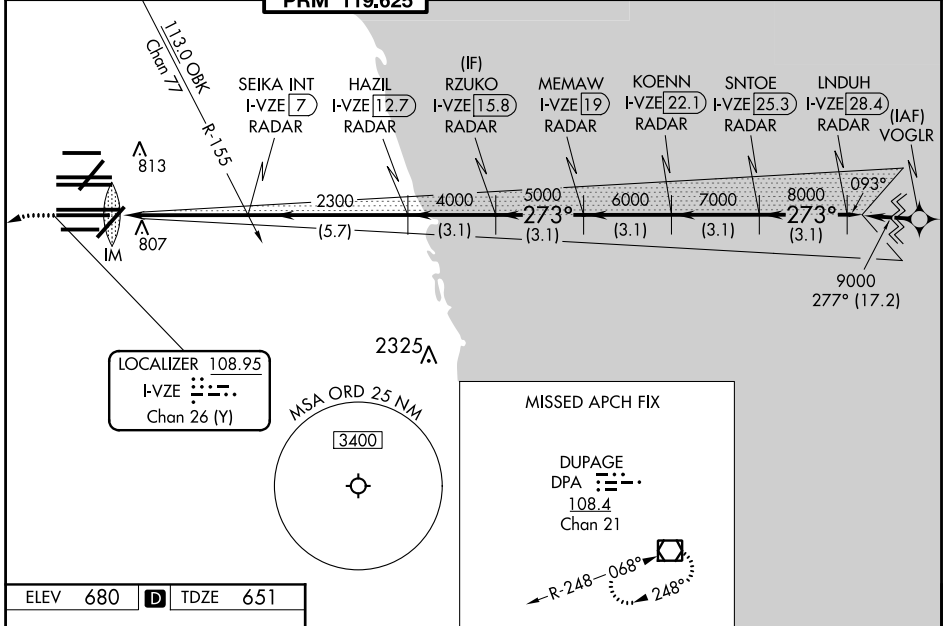 PRM 119.625
113.0 OBK
Chan 77
R-155
SEIKA INT
I-VZE 7
RADAR
HAZIL
I-VZE 12.7
RADAR
(IF)
RZUKO
I-VZE 15.8
RADAR
MEMAW
I-VZE 19
RADAR
KOENN
I-VZE 22.1
RADAR
SNTOE
I-VZE 25.3
RADAR
LNDUH
I-VZE 28.4
RADAR
(IAF)
VOGLR
813
807
IM
2300
(5.7)
4000
(3.1)
5000
273°
(3.1)
6000
(3.1)
7000
(3.1)
8000
273°
(3.1)
093°
9000
277° (17.2)
LOCALIZER 108.95
I-VZE
Chan 26 (Y)
2325
MSA ORD 25 NM
3400
MISSED APCH FIX
DUPAGE
DPA
108.4
Chan 21
R-248
068°
248°
ELEV 680 D TDZE 651